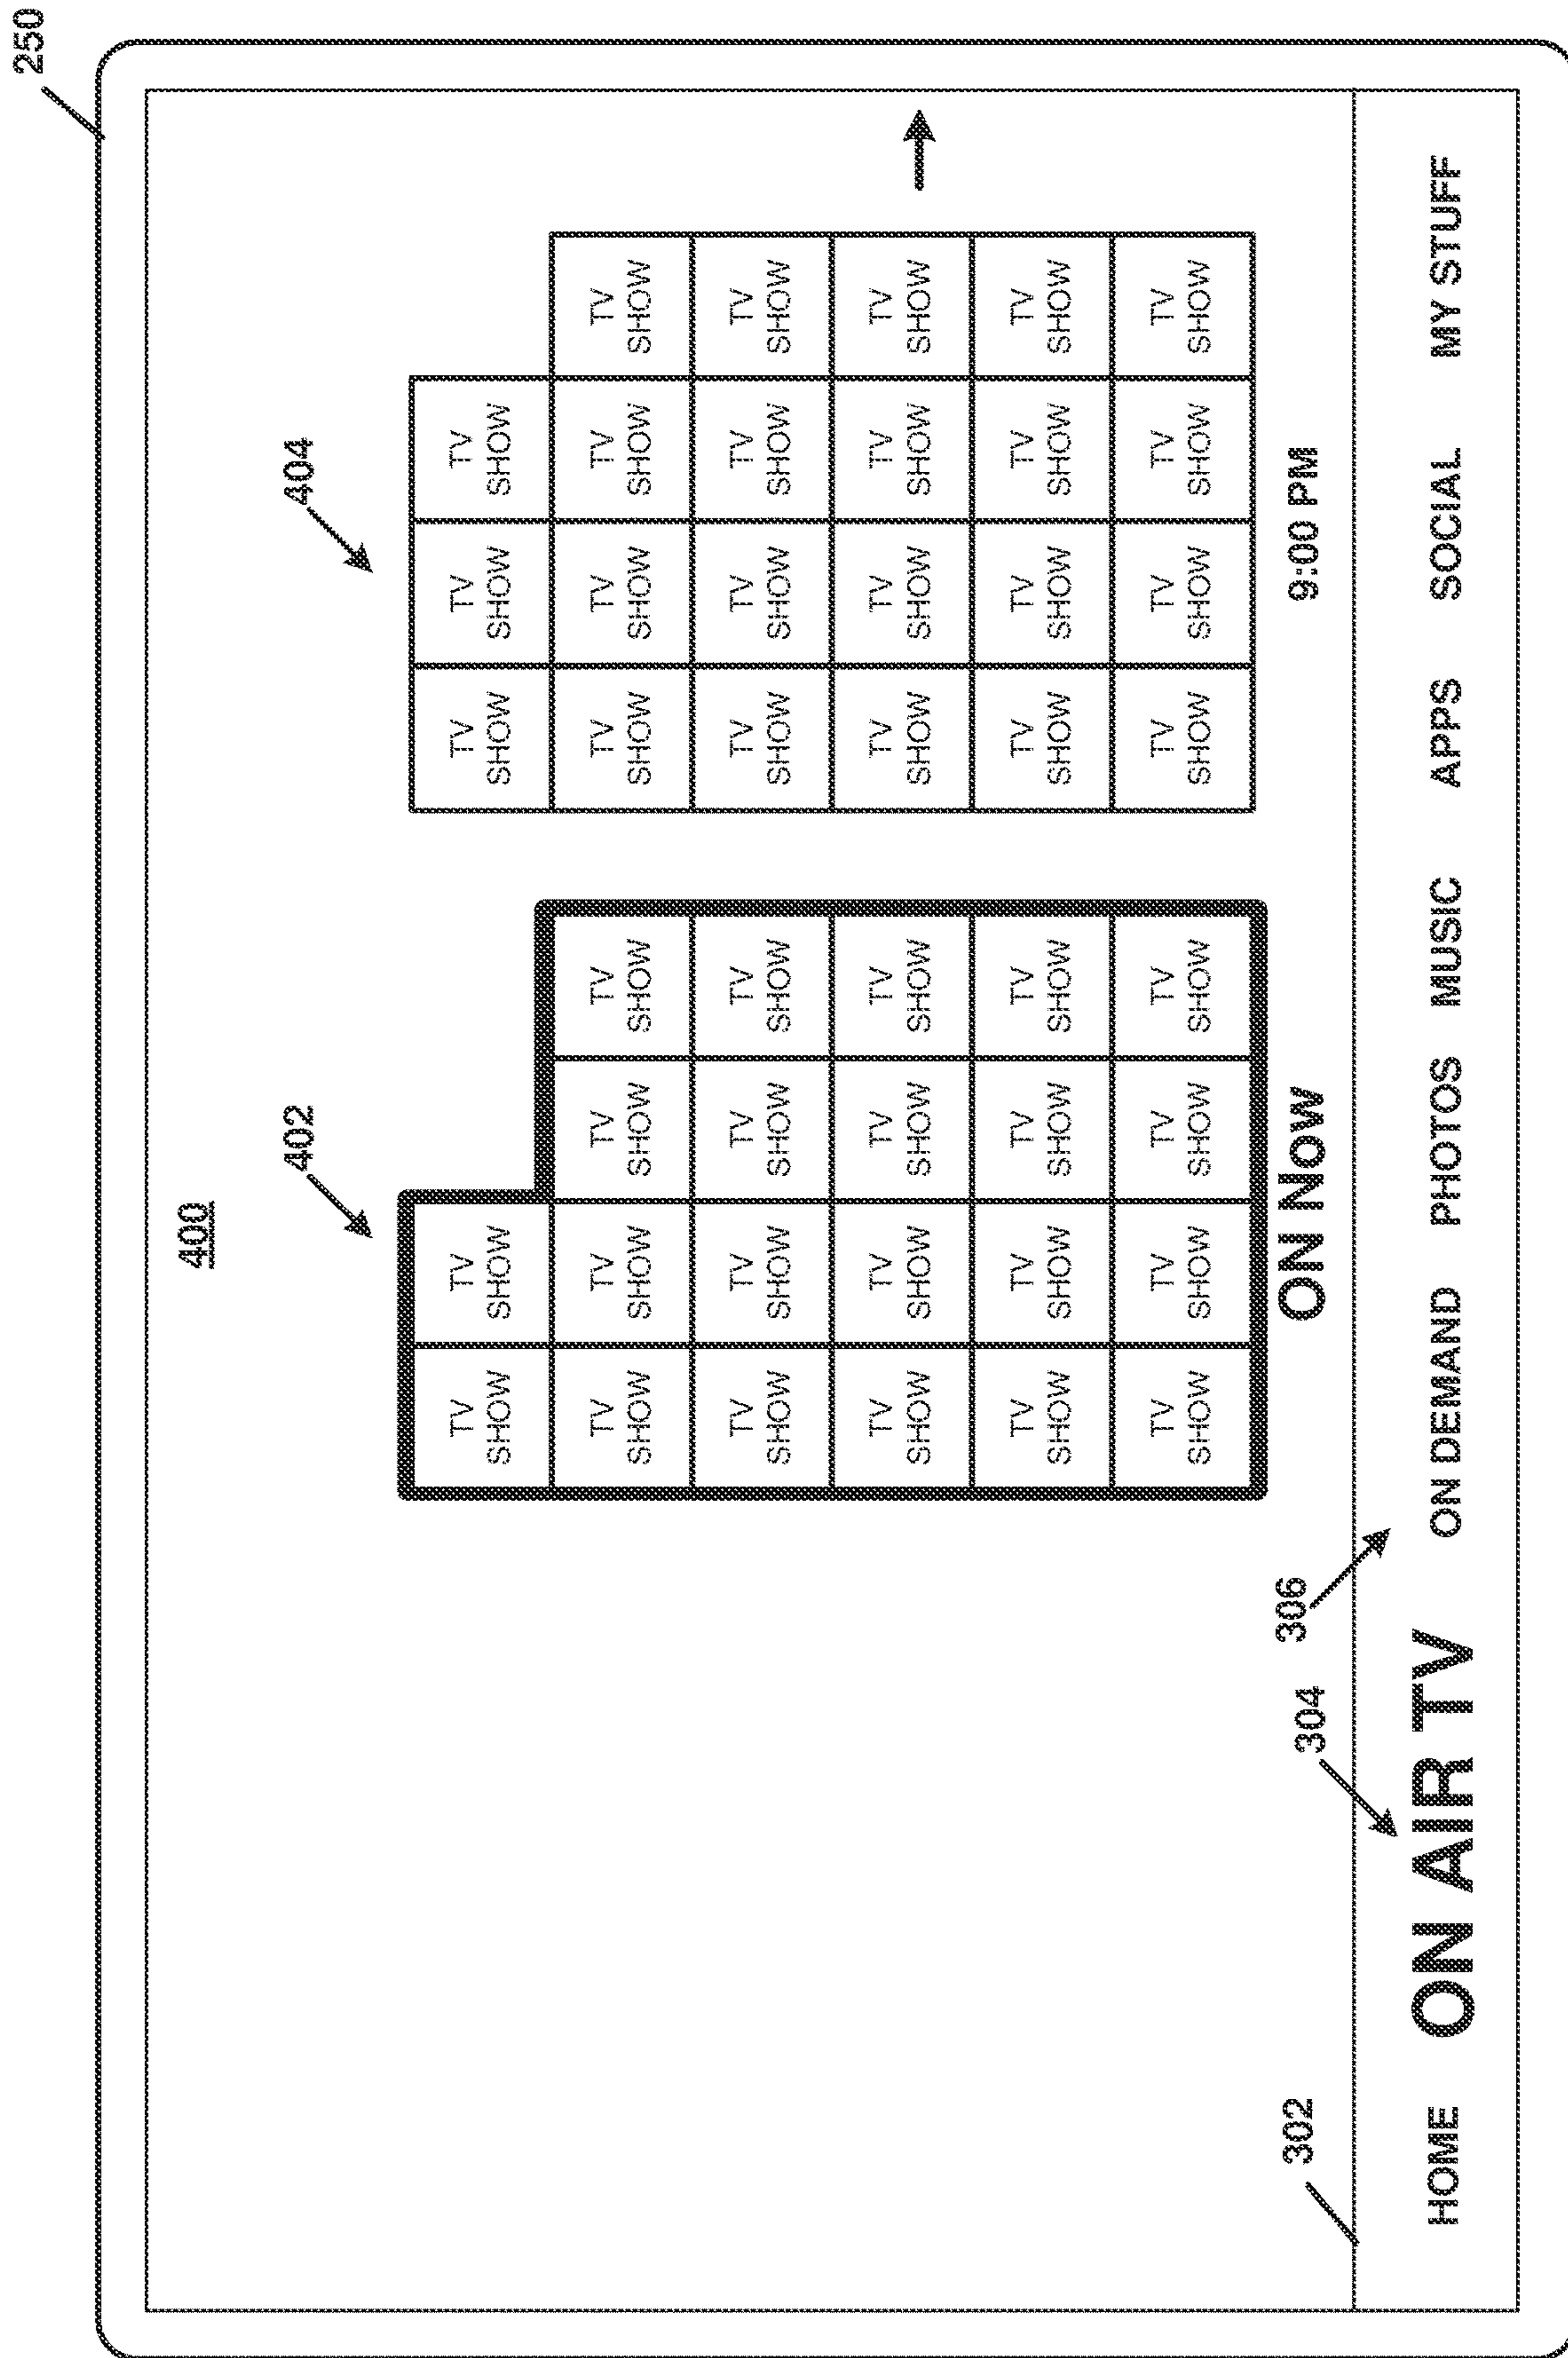 250
400
402 404
TV TV TV TV TV
SHOW SHOW SHOW SHOW SHOW
TV TV TV TV TV TV TV TV
SHOW SHOW SHOW SHOW SHOW SHOW SHOW SHOW
TV TV TV TV TV TV TV TV
SHOW SHOW SHOW SHOW SHOW SHOW SHOW SHOW
TV TV TV TV TV TV TV TV
SHOW SHOW SHOW SHOW SHOW SHOW SHOW SHOW
TV TV TV TV TV TV TV TV
SHOW SHOW SHOW SHOW SHOW SHOW SHOW SHOW
TV TV TV TV TV TV TV TV
SHOW SHOW SHOW SHOW SHOW SHOW SHOW SHOW
ON Now 9:00 PM
302 304 306
HOME ON AIR TV ON DEMAND PHOTOS MUSIC APPS SOCIAL MY STUFF